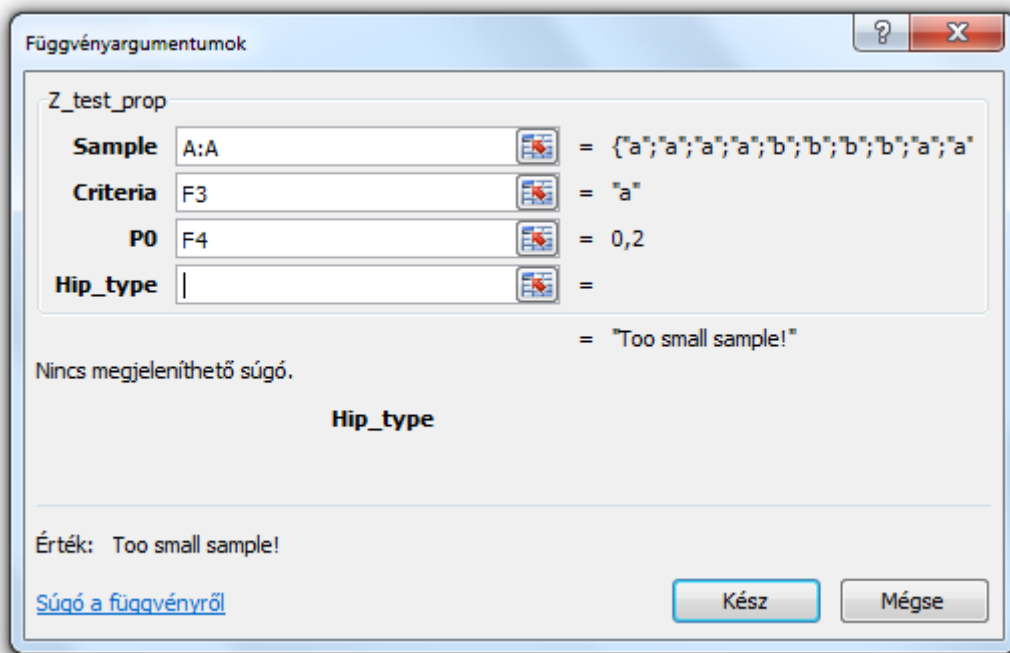 Függvényargumentumok
Z_test_prop
Sample A:A = {"a";"a";"a";"a";"b";"b";"b";"b";"a";"a"
Criteria F3 = "a"
P0 F4 = 0,2
Hip_type =
= "Too small sample!"
Nincs megjeleníthető súgó.
Hip_type
Érték: Too small sample!
Súgó a függvényről Kész Mégse